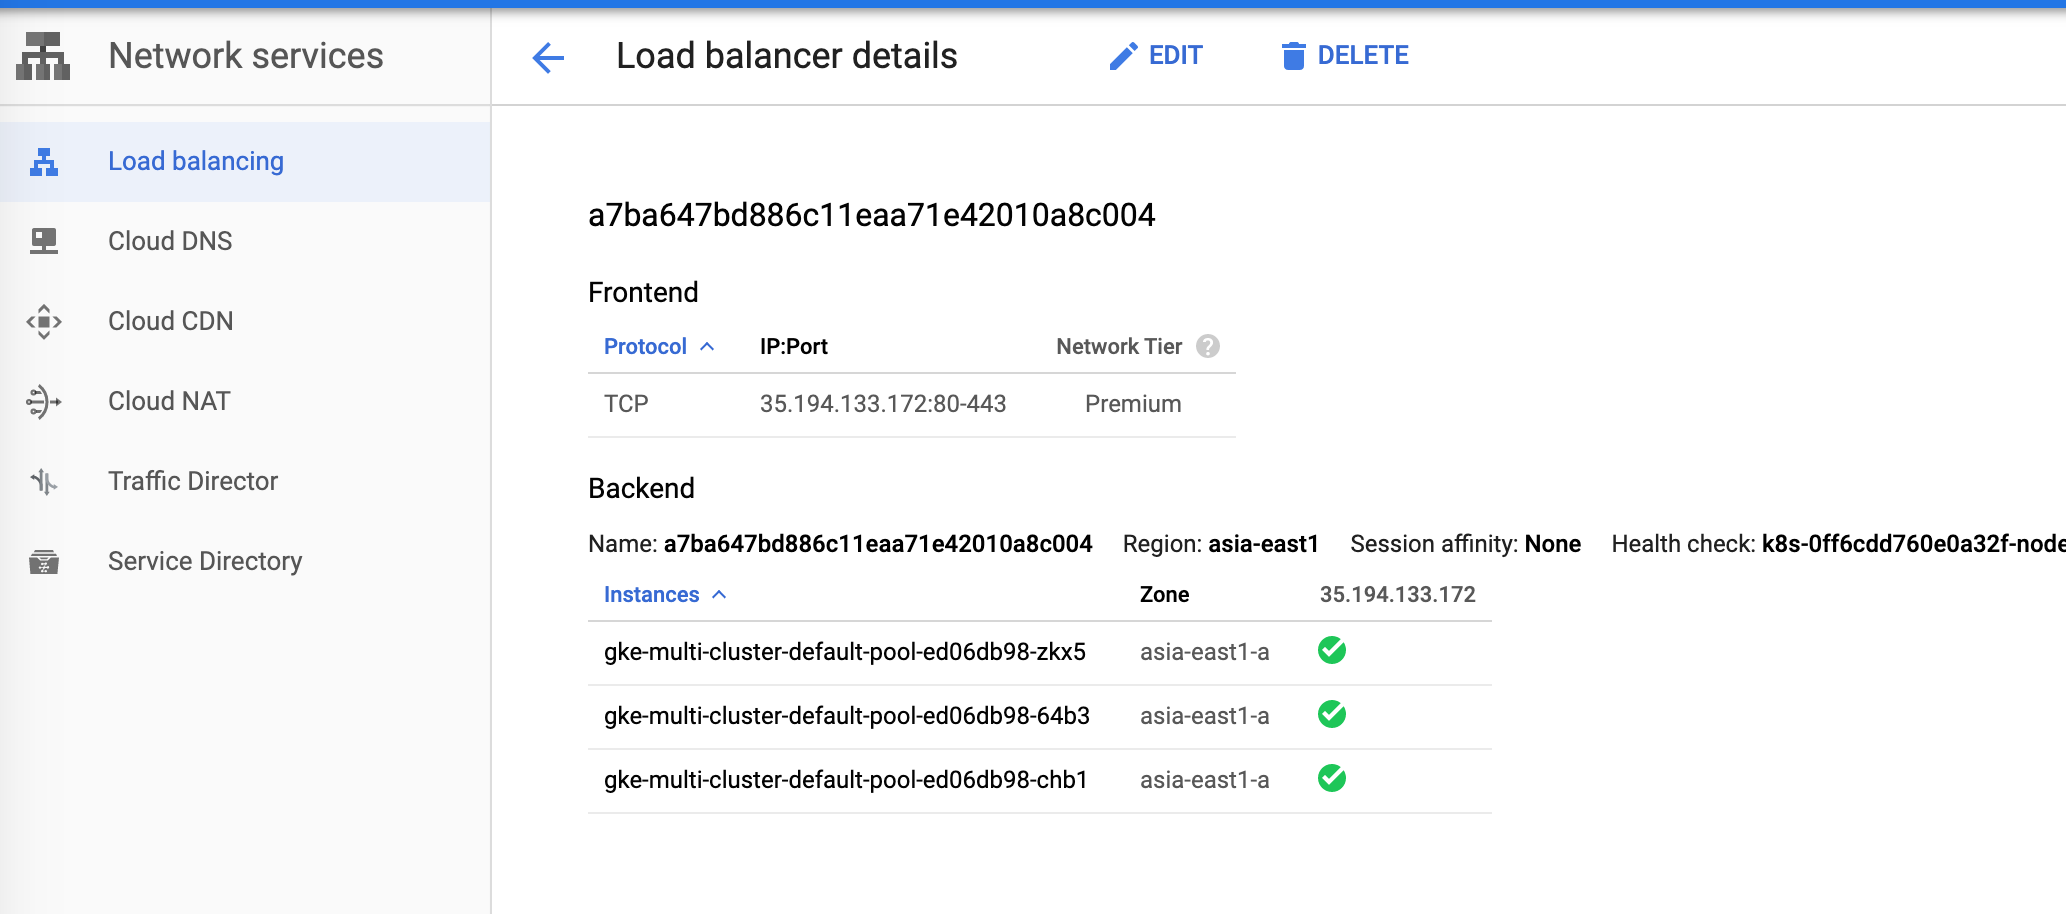 Network services
Load balancer details
EDIT
DELETE
Load balancing
Cloud DNS
Cloud CDN
Cloud NAT
Traffic Director
Service Directory
a7ba647bd886c11eaa71e42010a8c004
Frontend
Protocol IP:Port Network Tier ?
TCP 35.194.133.172:80-443 Premium
Backend
Name: a7ba647bd886c11eaa71e42010a8c004 Region: asia-east1 Session affinity: None Health check: k8s-0ff6cdd760e0a32f-node
Instances Zone 35.194.133.172
gke-multi-cluster-default-pool-ed06db98-zkx5 asia-east1-a
gke-multi-cluster-default-pool-ed06db98-64b3 asia-east1-a
gke-multi-cluster-default-pool-ed06db98-chb1 asia-east1-a